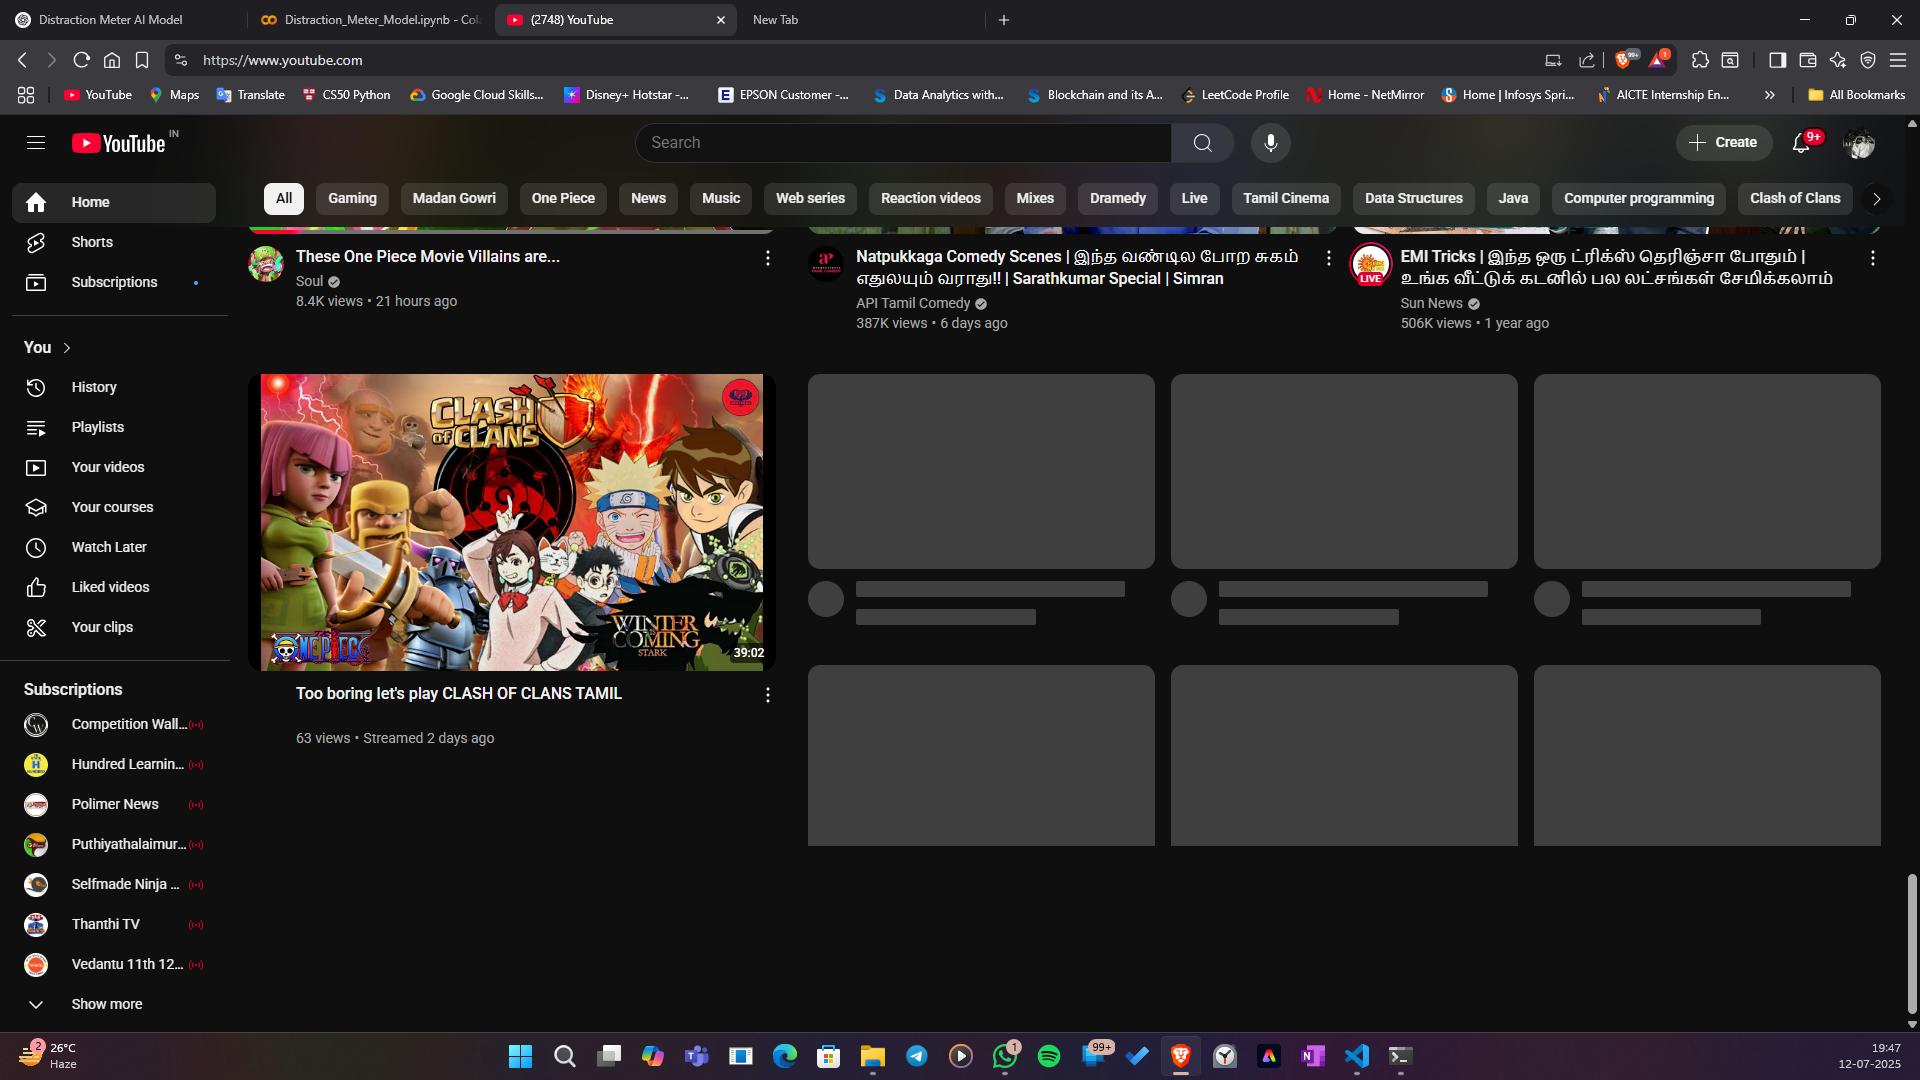 Distraction Meter AI Model
Distraction_Meter_Model.ipynb - Col
(2748) YouTube
New Tab
https://www.youtube.com
99+
1
YouTube
Maps
Translate
CS50 Python
Google Cloud Skills...
Disney+ Hotstar -...
EPSON Customer -...
Data Analytics with...
Blockchain and its A...
LeetCode Profile
Home - NetMirror
Home | Infosys Spri...
AICTE Internship En...
All Bookmarks
YouTube IN
Search
Create
9+
Home
Shorts
Subscriptions
You
History
Playlists
Your videos
Your courses
Watch Later
Liked videos
Your clips
Subscriptions
Competition Wall...
Hundred Learnin...
Polimer News
Puthiyathalaimur...
Selfmade Ninja ...
Thanthi TV
Vedantu 11th 12...
Show more
All
Gaming
Madan Gowri
One Piece
News
Music
Web series
Reaction videos
Mixes
Dramedy
Live
Tamil Cinema
Data Structures
Java
Computer programming
Clash of Clans
These One Piece Movie Villains are...
Soul
8.4K views • 21 hours ago
Natpukkaga Comedy Scenes | இந்த வண்டில போற சுகம்
எதுலயும் வராது!! | Sarathkumar Special | Simran
API Tamil Comedy
387K views • 6 days ago
LIVE
EMI Tricks | இந்த ஒரு ட்ரிக்ஸ் தெரிஞ்சா போதும் |
உங்க வீட்டுக் கடனில் பல லட்சங்கள் சேமிக்கலாம்
Sun News
506K views • 1 year ago
CLASH
OF CLANS
ONE PIECE
WINTER
IS COMING
STARK
39:02
Too boring let's play CLASH OF CLANS TAMIL
63 views • Streamed 2 days ago
2
26°C
Haze
1
99+
19:47
12-07-2025